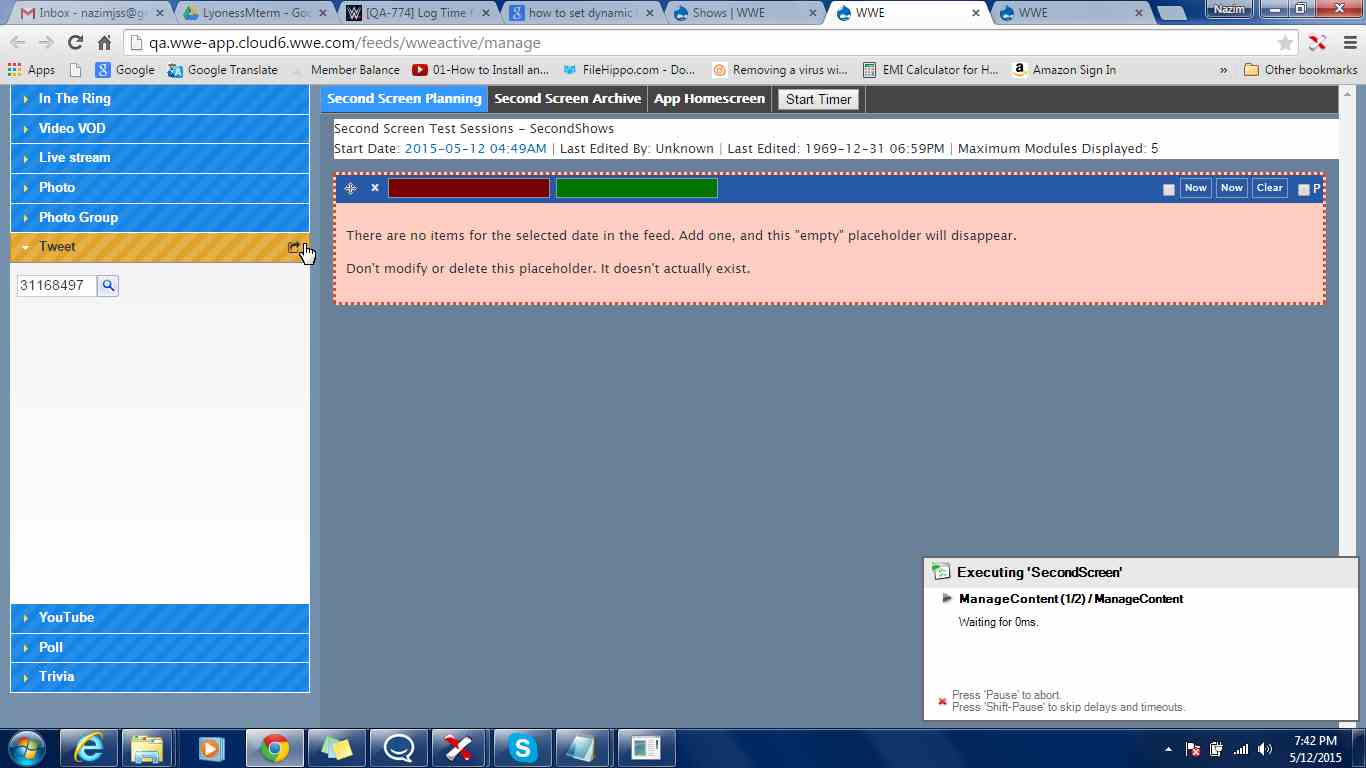 Inbox - nazimjss@g
LyonessMterm - Goo
[QA-774] Log Time f
how to set dynamic
Shows | WWE
WWE
WWE
Nazim
qa.wwe-app.cloud6.wwe.com/feeds/wweactive/manage
Apps
Google
Google Translate
Member Balance
01-How to Install an...
FileHippo.com - Do...
Removing a virus wi...
EMI Calculator for H...
Amazon Sign In
»
Other bookmarks
In The Ring
Video VOD
Live stream
Photo
Photo Group
Tweet
31168497
YouTube
Poll
Trivia
Second Screen Planning
Second Screen Archive
App Homescreen
Start Timer
Second Screen Test Sessions - SecondShows
Start Date: 2015-05-12 04:49AM | Last Edited By: Unknown | Last Edited: 1969-12-31 06:59PM | Maximum Modules Displayed: 5
Now
Now
Clear
P
There are no items for the selected date in the feed. Add one, and this "empty" placeholder will disappear.
Don't modify or delete this placeholder. It doesn't actually exist.
Executing 'SecondScreen'
ManageContent (1/2) / ManageContent
Waiting for 0ms.
Press 'Pause' to abort.
Press 'Shift-Pause' to skip delays and timeouts.
7:42 PM
5/12/2015